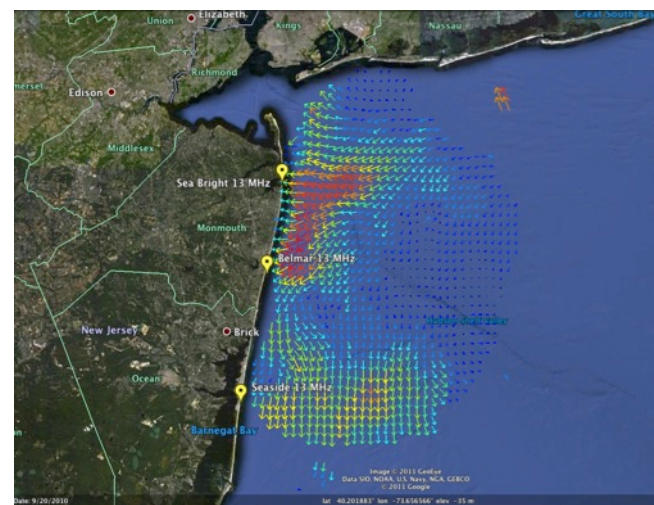 Elizabeth
Union
Kings
Nassau
Great South Bay
Richmond
Edison
Middlesex
Sea Bright 13 MHz
Monmouth
Belmar 13 MHz
New Jersey
Brick
Ocean
Seaside 13 MHz
Barnegat Bay
Image © 2011 GeoEye
Data SIO, NOAA, U.S. Navy, NGA, GEBCO
© 2011 Google
Date: 9/20/2010
lat 40.201883° lon -73.656566° elev -35 m